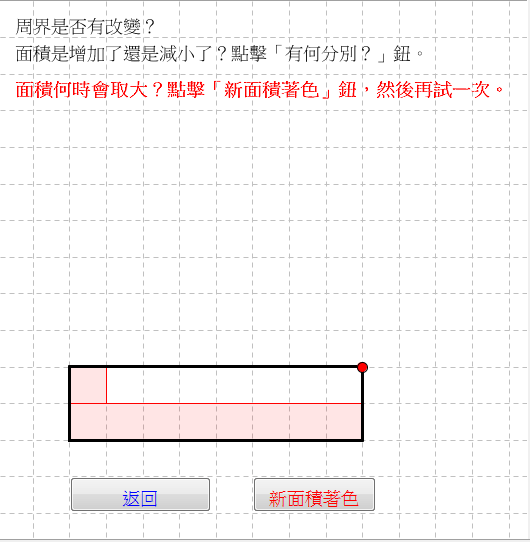 周界是否有改變？
面積是增加了還是減小了？點擊「有何分別？」鈕。
面積何時會取大？點擊「新面積著色」鈕，然後再試一次。
返回
新面積著色